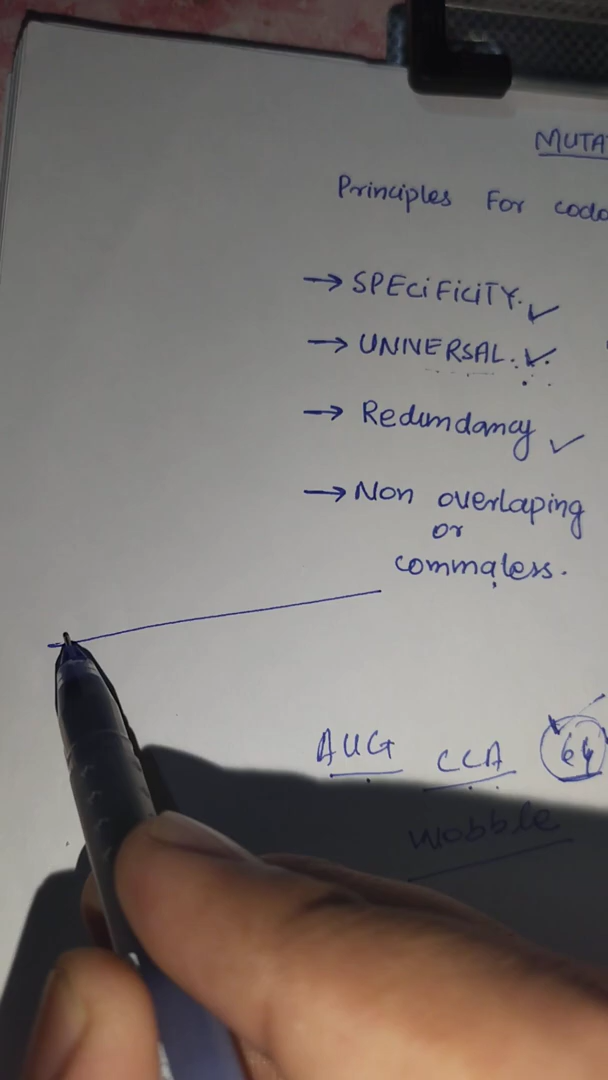 MUTA
Principles For codo
→ SPECiFiCiTY. ✓
→ UNIVERSAL. ✓
→ Redundancy ✓
→ Non overlaping
or
commaless.
AUG CCA 64
wobble